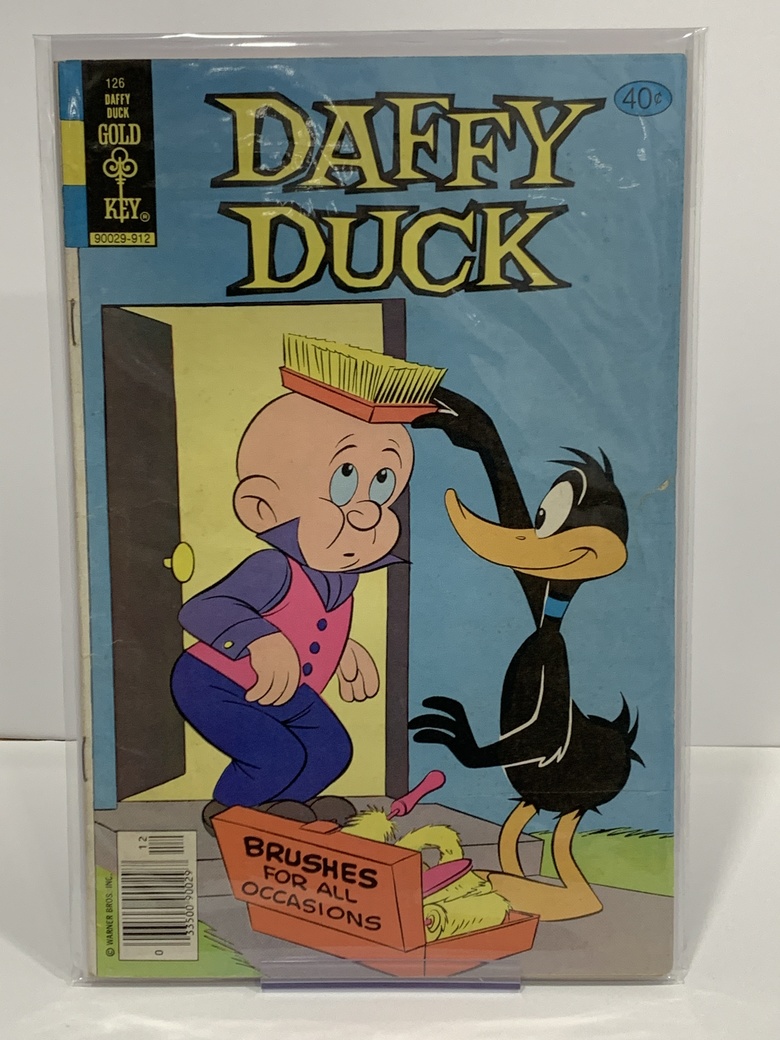 126
DAFFY
DUCK
GOLD
KEY®
90029-912
DAFFY
DUCK
40¢
BRUSHES
FOR ALL
OCCASIONS
© WARNER BROS. INC.
0
33500 90029
12